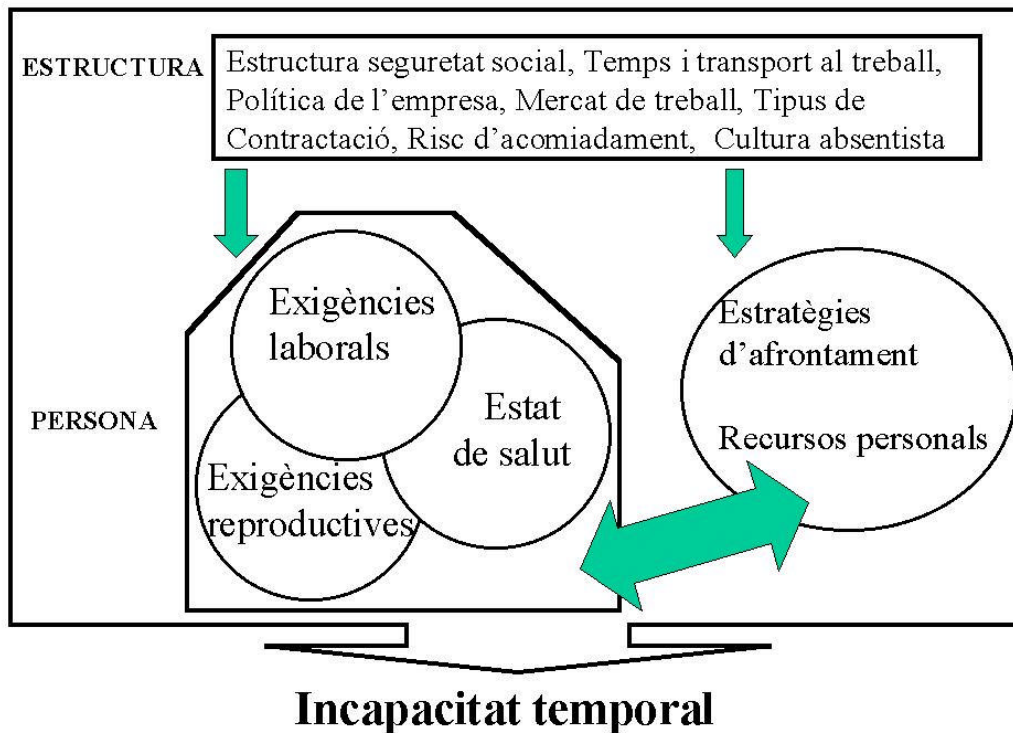 ESTRUCTURA
Estructura seguretat social, Temps i transport al treball,
Política de l'empresa, Mercat de treball, Tipus de
Contractació, Risc d'acomiadament, Cultura absentista
PERSONA
Exigències
laborals
Estat
de salut
Exigències
reproductives
Estratègies
d'afrontament
Recursos personals
Incapacitat temporal